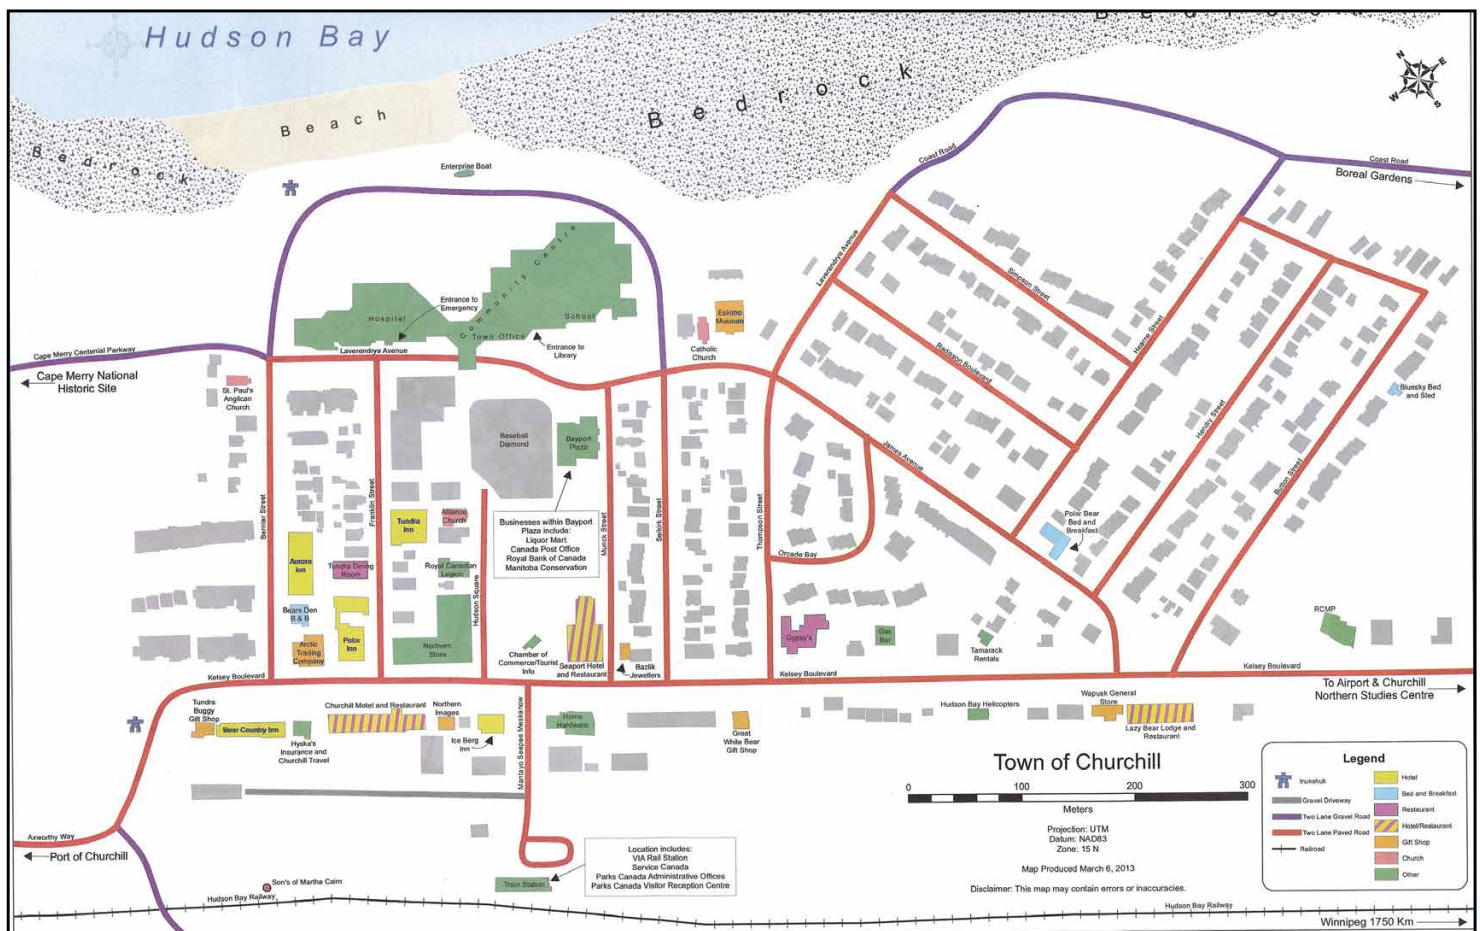 Hudson Bay
Bedrock
Beach
Bedrock
Bedrock
N
E
W
S
Enterprise Boat
Coast Road
Coast Road
Boreal Gardens
Community Centre
Entrance to
Emergency
Hospital
School
Town Office
Entrance to
Library
Laverendrye Avenue
Laverendrye Avenue
Simpson Street
Radisson Boulevard
Hearne Street
Eskimo
Museum
Catholic
Church
Cape Merry Centenial Parkway
Cape Merry National
Historic Site
St. Paul's
Anglican
Church
Baseball
Diamond
Bayport
Plaza
Bluesky Bed
and Sled
Hendry Street
Button Street
James Avenue
Bernier Street
Franklin Street
Hudson Square
Munck Street
Selkirk Street
Thompson Street
Tundra
Inn
Alliance
Church
Businesses within Bayport
Plaza include:
Liquor Mart
Canada Post Office
Royal Bank of Canada
Manitoba Conservation
Polar Bear
Bed and
Breakfast
Orcade Bay
Aurora
Inn
Tundra Dining
Room
Royal Canadian
Legion
Bears Den
B & B
Polar
Inn
Arctic
Trading
Company
Northern
Store
Chamber of
Commerce/Tourist
Info
Seaport Hotel
and Restaurant
Bazlik
Jewellers
Gypsy's
Gas
Bar
Tamarack
Rentals
RCMP
Kelsey Boulevard
Kelsey Boulevard
Kelsey Boulevard
To Airport & Churchill
Northern Studies Centre
Tundra
Buggy
Gift Shop
Bear Country Inn
Hyska's
Insurance and
Churchill Travel
Churchill Motel and Restaurant
Northern
Images
Ice Berg
Inn
Mantayo Seepee Meskanow
Home
Hardware
Great
White Bear
Gift Shop
Hudson Bay Helicopters
Wapusk General
Store
Lazy Bear Lodge and
Restaurant
Town of Churchill
0 100 200 300
Meters
Projection: UTM
Datum: NAD83
Zone: 15 N
Map Produced March 6, 2013
Disclaimer: This map may contain errors or inaccuracies.
Legend
Inukshuk
Gravel Driveway
Two Lane Gravel Road
Two Lane Paved Road
Railroad
Hotel
Bed and Breakfast
Restaurant
Hotel/Restaurant
Gift Shop
Church
Other
Axworthy Way
Port of Churchill
Location includes:
VIA Rail Station
Service Canada
Parks Canada Administrative Offices
Parks Canada Visitor Reception Centre
Train Station
Son's of Martha Cairn
Hudson Bay Railway
Hudson Bay Railway
Winnipeg 1750 Km